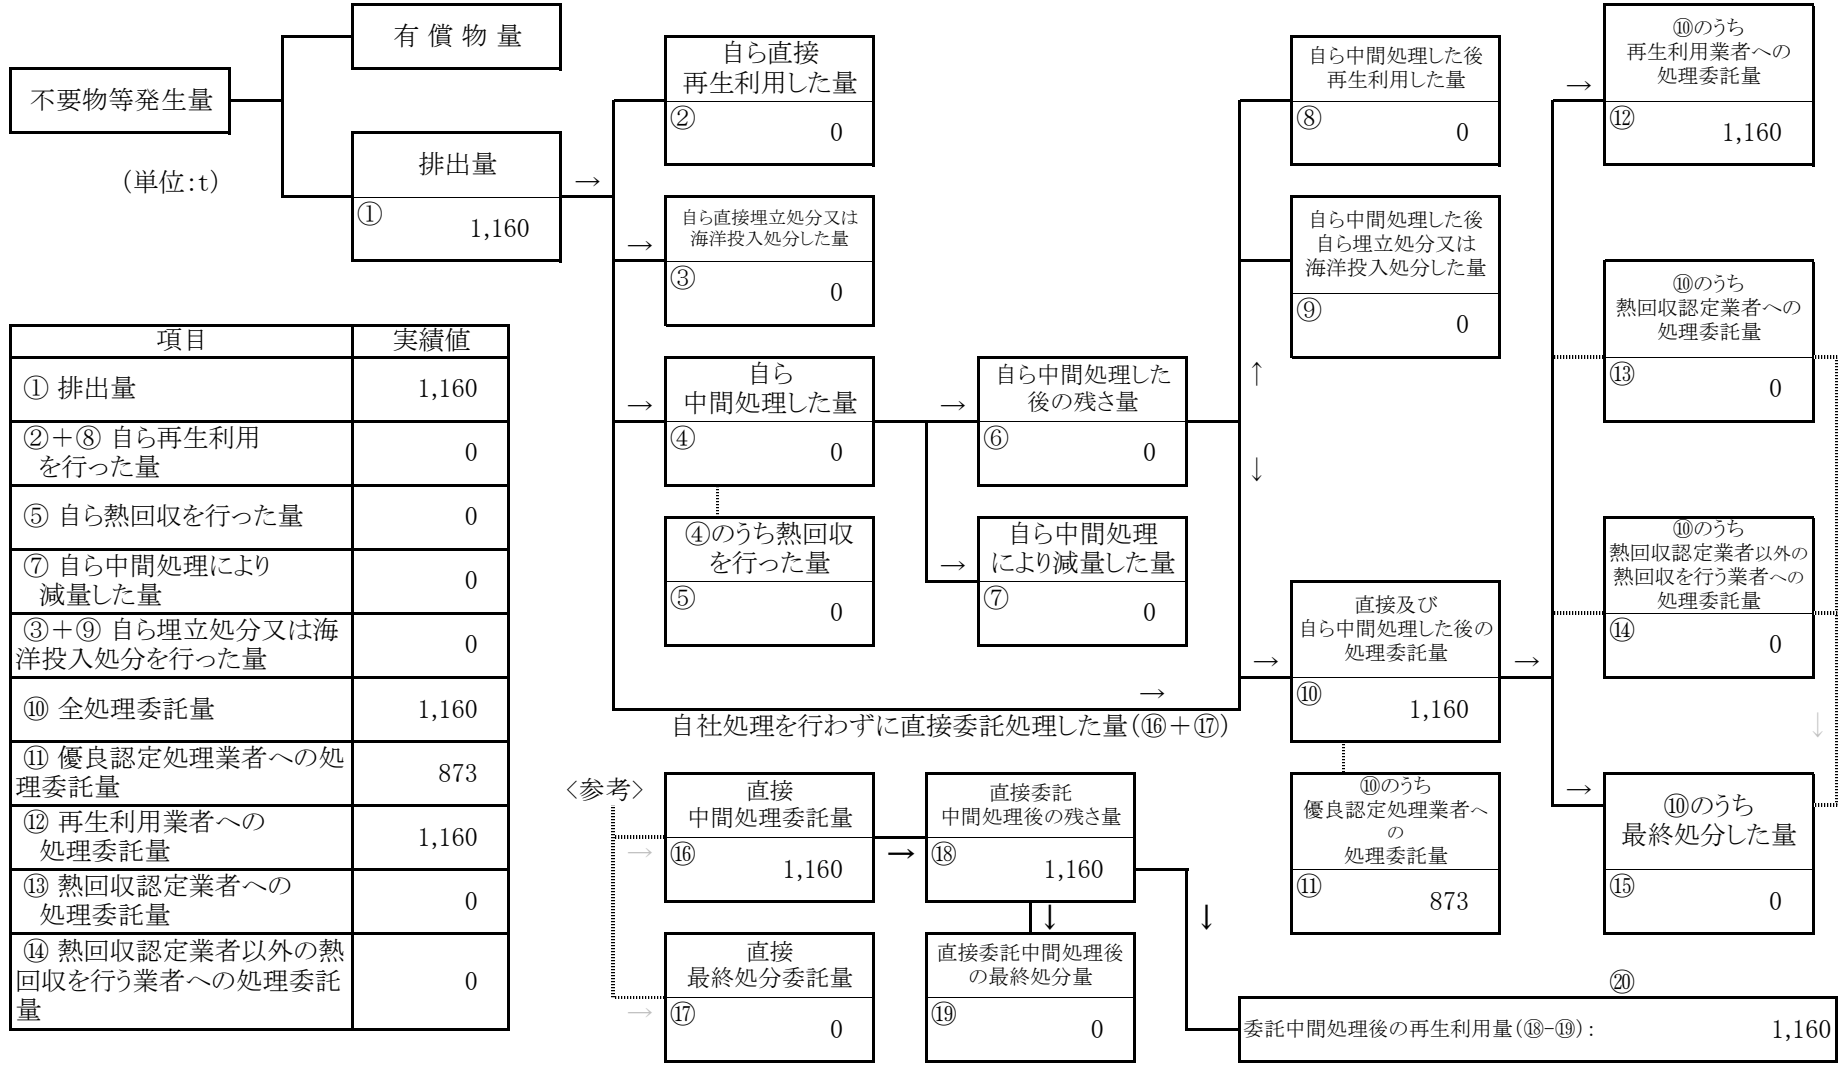 有 償 物 量
不要物等発生量
（単位:t）
排出量
→
①
1,160
自ら直接
再生利用した量
②
0
自ら直接埋立処分又は
海洋投入処分した量
→
③
0
自ら
中間処理した量
→
④
0
④のうち熱回収
を行った量
⑤
0
自ら中間処理した
後の残さ量
→
⑥
0
自ら中間処理
により減量した量
→
⑦
0
自ら中間処理した後
再生利用した量
⑧
0
自ら中間処理した後
自ら埋立処分又は
海洋投入処分した量
⑨
0
↑
↓
直接及び
自ら中間処理した後の
処理委託量
→
⑩
1,160
→
⑩のうち
優良認定処理業者へ
の
処理委託量
⑪
873
⑩のうち
再生利用業者への
処理委託量
→
⑫
1,160
⑩のうち
熱回収認定業者への
処理委託量
⑬
0
⑩のうち
熱回収認定業者以外の
熱回収を行う業者への
処理委託量
⑭
0
↓
⑩のうち
最終処分した量
→
⑮
0
→
自社処理を行わずに直接委託処理した量（⑯＋⑰）
〈参考〉
直接
中間処理委託量
→
⑯
1,160
→
直接委託
中間処理後の残さ量
⑱
1,160
↓
↓
直接
最終処分委託量
→
⑰
0
直接委託中間処理後
の最終処分量
⑲
0
⑳
委託中間処理後の再生利用量（⑱-⑲）:
1,160
項目 実績値
① 排出量 1,160
②＋⑧ 自ら再生利用
を行った量 0
⑤ 自ら熱回収を行った量 0
⑦ 自ら中間処理により
減量した量 0
③＋⑨ 自ら埋立処分又は海
洋投入処分を行った量 0
⑩ 全処理委託量 1,160
⑪ 優良認定処理業者への処
理委託量 873
⑫ 再生利用業者への
処理委託量 1,160
⑬ 熱回収認定業者への
処理委託量 0
⑭ 熱回収認定業者以外の熱
回収を行う業者への処理委託
量 0